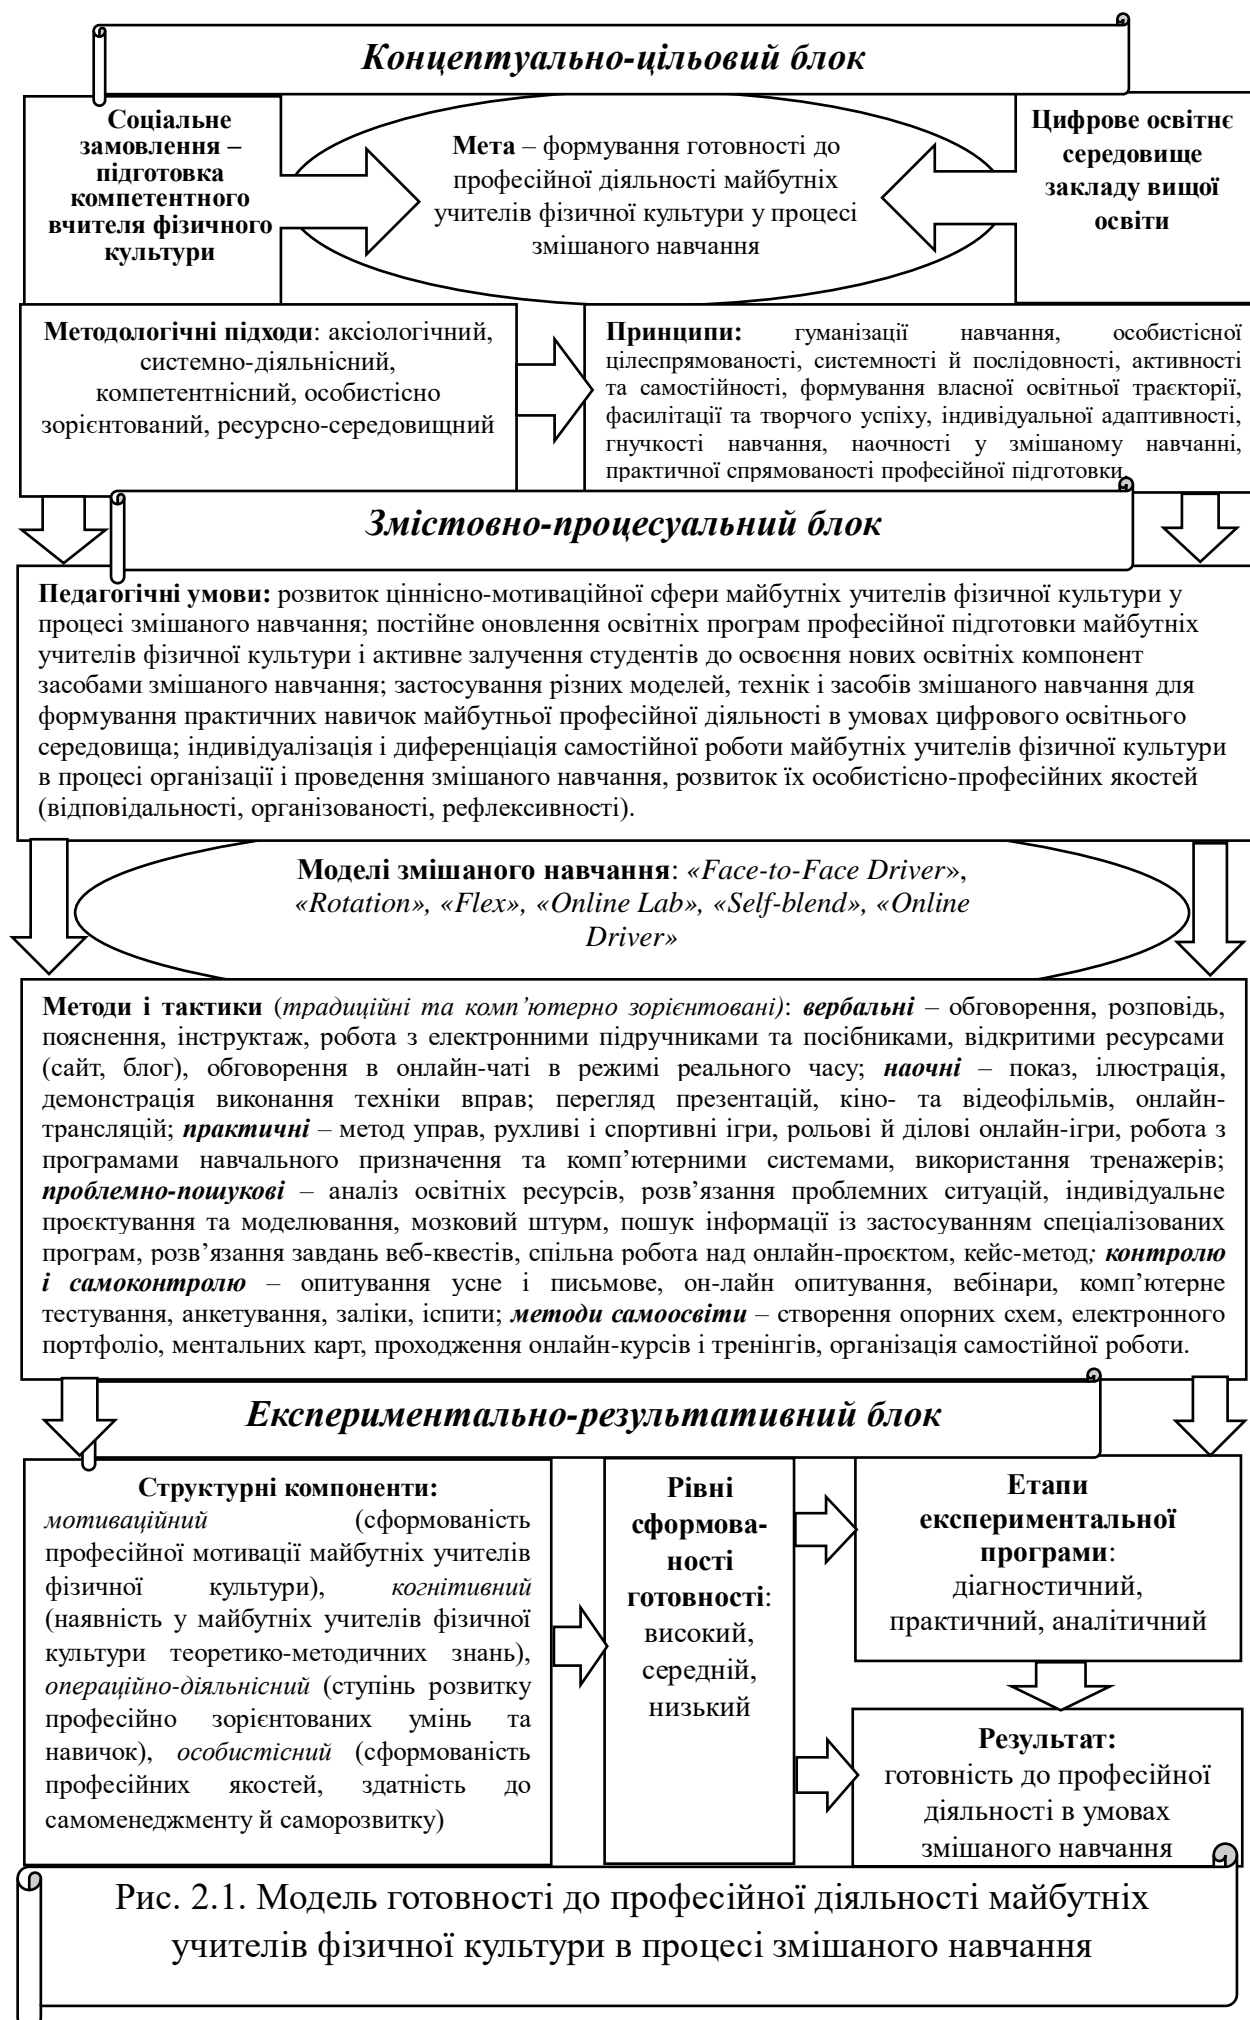 Концептуально-цільовий блок
Соціальне
замовлення –
підготовка
компетентного
вчителя фізичного
культури
Мета – формування готовності до
професійної діяльності майбутніх
учителів фізичної культури у процесі
змішаного навчання
Цифрове освітнє
середовище
закладу вищої
освіти
Методологічні підходи: аксіологічний,
системно-діяльнісний,
компетентнісний, особистісно
зорієнтований, ресурсно-середовищний
Принципи: гуманізації навчання, особистісної
цілеспрямованості, системності й послідовності, активності
та самостійності, формування власної освітньої траєкторії,
фасилітації та творчого успіху, індивідуальної адаптивності,
гнучкості навчання, наочності у змішаному навчанні,
практичної спрямованості професійної підготовки.
Змістовно-процесуальний блок
Педагогічні умови: розвиток ціннісно-мотиваційної сфери майбутніх учителів фізичної культури у
процесі змішаного навчання; постійне оновлення освітніх програм професійної підготовки майбутніх
учителів фізичної культури і активне залучення студентів до освоєння нових освітніх компонент
засобами змішаного навчання; застосування різних моделей, технік і засобів змішаного навчання для
формування практичних навичок майбутньої професійної діяльності в умовах цифрового освітнього
середовища; індивідуалізація і диференціація самостійної роботи майбутніх учителів фізичної культури
в процесі організації і проведення змішаного навчання, розвиток їх особистісно-професійних якостей
(відповідальності, організованості, рефлексивності).
Моделі змішаного навчання: «Face-to-Face Driver»,
«Rotation», «Flex», «Online Lab», «Self-blend», «Online
Driver»
Методи і тактики (традиційні та комп’ютерно зорієнтовані): вербальні – обговорення, розповідь,
пояснення, інструктаж, робота з електронними підручниками та посібниками, відкритими ресурсами
(сайт, блог), обговорення в онлайн-чаті в режимі реального часу; наочні – показ, ілюстрація,
демонстрація виконання техніки вправ; перегляд презентацій, кіно- та відеофільмів, онлайн-
трансляцій; практичні – метод управ, рухливі і спортивні ігри, рольові й ділові онлайн-ігри, робота з
програмами навчального призначення та комп’ютерними системами, використання тренажерів;
проблемно-пошукові – аналіз освітніх ресурсів, розв’язання проблемних ситуацій, індивідуальне
проєктування та моделювання, мозковий штурм, пошук інформації із застосуванням спеціалізованих
програм, розв’язання завдань веб-квестів, спільна робота над онлайн-проєктом, кейс-метод; контролю
і самоконтролю – опитування усне і письмове, он-лайн опитування, вебінари, комп’ютерне
тестування, анкетування, заліки, іспити; методи самоосвіти – створення опорних схем, електронного
портфоліо, ментальних карт, проходження онлайн-курсів і тренінгів, організація самостійної роботи.
Експериментально-результативний блок
Структурні компоненти:
мотиваційний (сформованість
професійної мотивації майбутніх учителів
фізичної культури), когнітивний
(наявність у майбутніх учителів фізичної
культури теоретико-методичних знань),
операційно-діяльнісний (ступінь розвитку
професійно зорієнтованих умінь та
навичок), особистісний (сформованість
професійних якостей, здатність до
самоменеджменту й саморозвитку)
Рівні
сформова-
ності
готовності:
високий,
середній,
низький
Етапи
експериментальної
програми:
діагностичний,
практичний, аналітичний
Результат:
готовність до професійної
діяльності в умовах
змішаного навчання
Рис. 2.1. Модель готовності до професійної діяльності майбутніх
учителів фізичної культури в процесі змішаного навчання